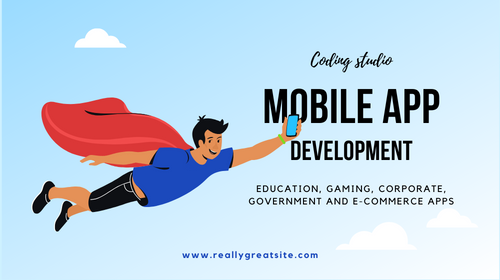 Coding studio
MOBILE APP
DEVELOPMENT
EDUCATION, GAMING, CORPORATE,
GOVERNMENT AND E-COMMERCE APPS
www.reallygreatsite.com